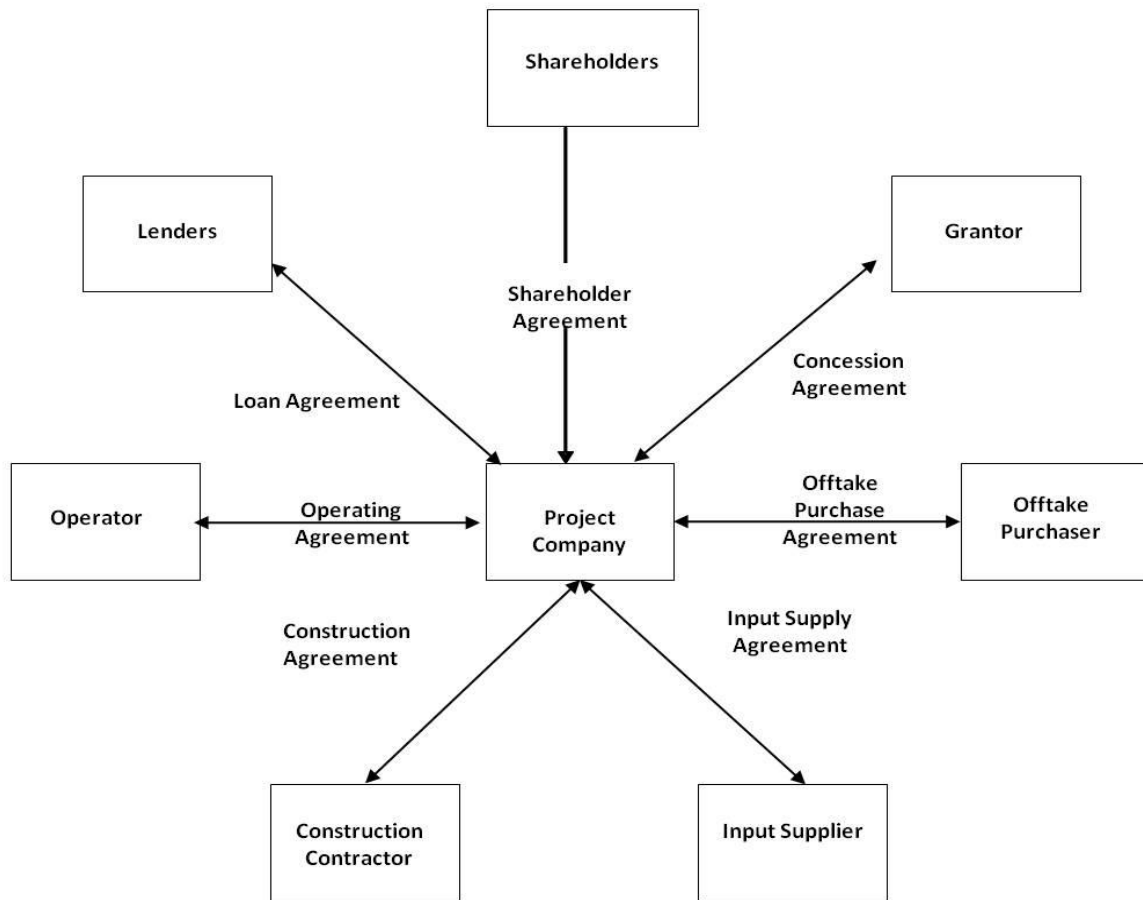 Shareholders
Lenders
Grantor
Shareholder
Agreement
Concession
Agreement
Loan Agreement
Operator
Operating
Agreement
Project
Company
Offtake
Purchase
Agreement
Offtake
Purchaser
Construction
Agreement
Input Supply
Agreement
Construction
Contractor
Input Supplier